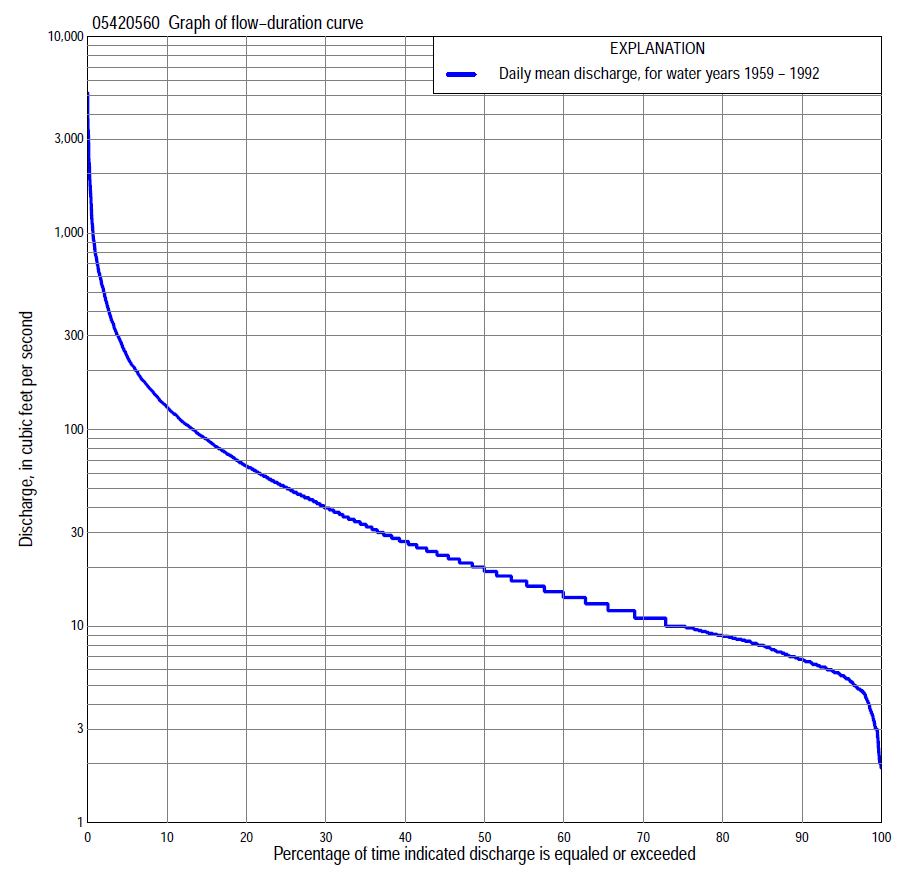 05420560 Graph of flow−duration curve
EXPLANATION
Daily mean discharge, for water years 1959 − 1992
Discharge, in cubic feet per second
10,000
3,000
1,000
300
100
30
10
3
1
0 10 20 30 40 50 60 70 80 90 100
Percentage of time indicated discharge is equaled or exceeded